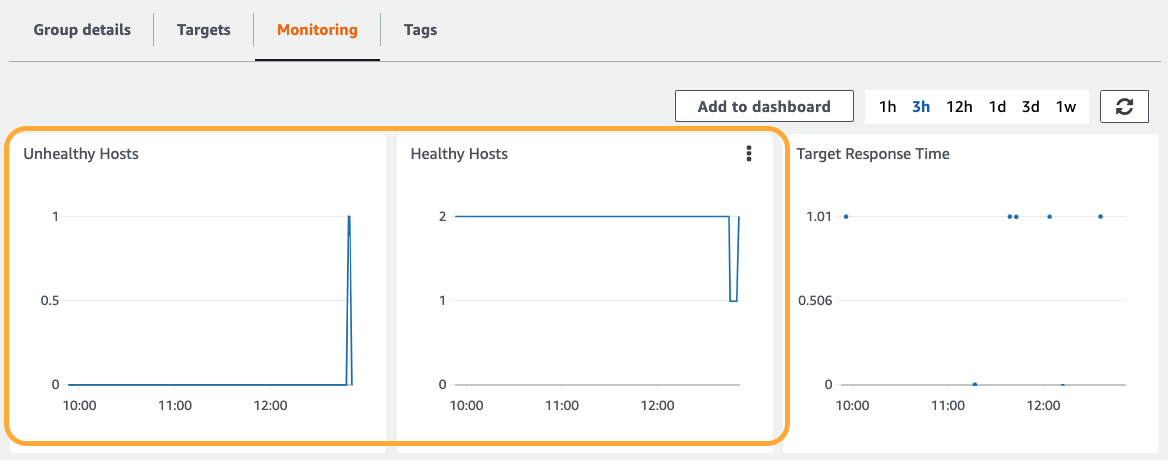 Group details Targets Monitoring Tags
Add to dashboard 1h 3h 12h 1d 3d 1w
Unhealthy Hosts
1
0.5
0
10:00 11:00 12:00
Healthy Hosts
2
1
0
10:00 11:00 12:00
Target Response Time
1.01
0.506
0
10:00 11:00 12:00